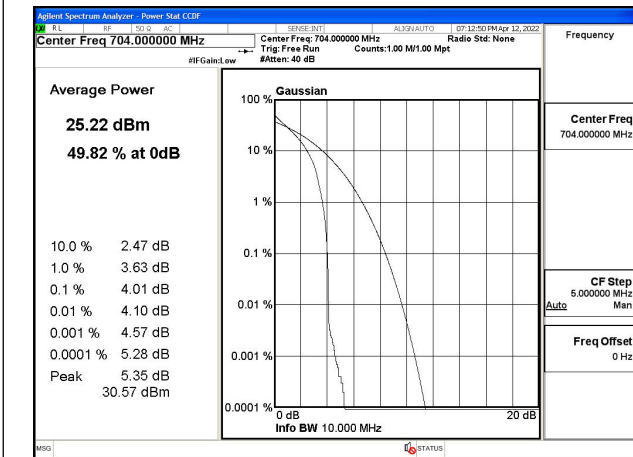 Agilent Spectrum Analyzer - Power Stat CCDF
RL RF 50 Ω AC SENSE:INT ALIGN AUTO 07:12:50 PM Apr 12, 2022
Center Freq 704.000000 MHz
Center Freq: 704.000000 MHz Radio Std: None
Trig: Free Run Counts:1.00 M/1.00 Mpt
#IFGain:Low #Atten: 40 dB
Frequency
Average Power
25.22 dBm
49.82 % at 0dB
10.0 % 2.47 dB
1.0 % 3.63 dB
0.1 % 4.01 dB
0.01 % 4.10 dB
0.001 % 4.57 dB
0.0001 % 5.28 dB
Peak 5.35 dB
30.57 dBm
Gaussian
100 %
10 %
1 %
0.1 %
0.01 %
0.001 %
0.0001 %
0 dB 20 dB
Info BW 10.000 MHz
Center Freq
704.000000 MHz
CF Step
5.000000 MHz
Auto Man
Freq Offset
0 Hz
MSG STATUS